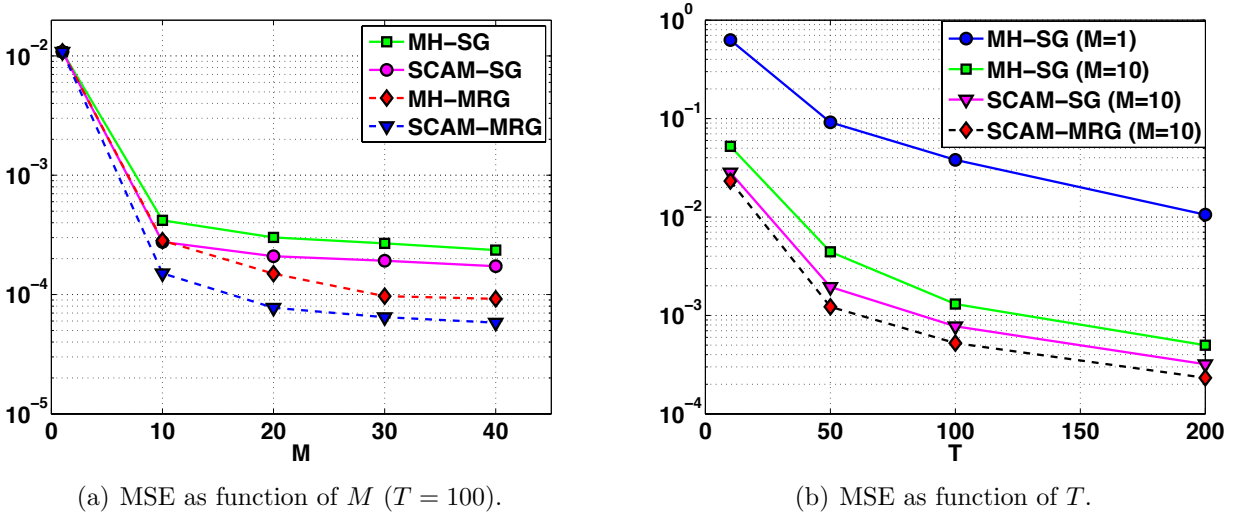 10−2
10−3
10−4
10−5
0
10
20
30
40
M
MH−SG
SCAM−SG
MH−MRG
SCAM−MRG
(a) MSE as function of M (T = 100).
100
10−1
10−2
10−3
10−4
0
50
100
150
200
T
MH−SG (M=1)
MH−SG (M=10)
SCAM−SG (M=10)
SCAM−MRG (M=10)
(b) MSE as function of T.